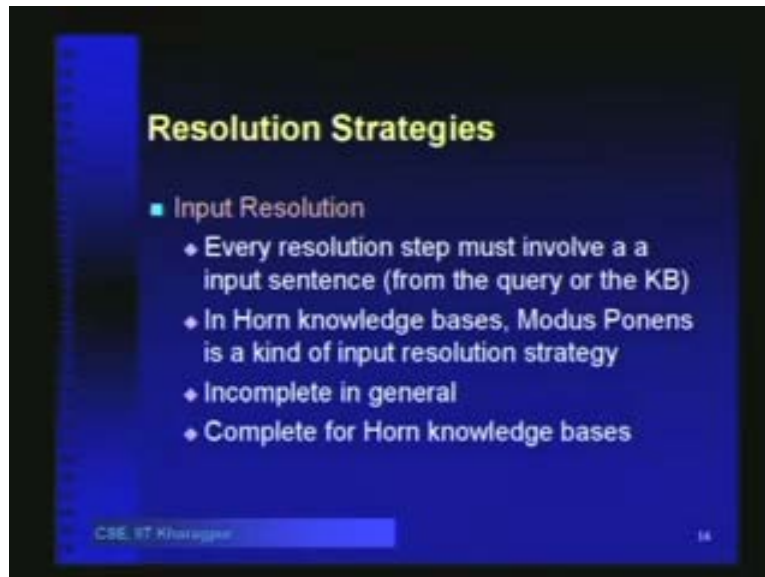 Resolution Strategies
Input Resolution
Every resolution step must involve a a
input sentence (from the query or the KB)
In Horn knowledge bases, Modus Ponens
is a kind of input resolution strategy
Incomplete in general
Complete for Horn knowledge bases
CSE, IIT Kharagpur